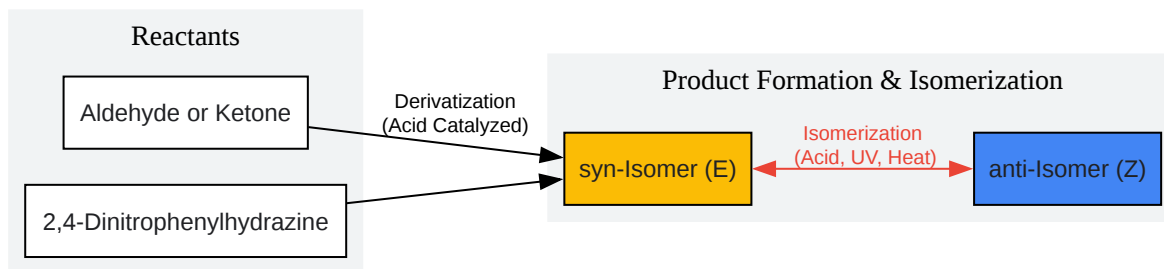 Reactants
Aldehyde or Ketone
2,4-Dinitrophenylhydrazine
Derivatization
(Acid Catalyzed)
Product Formation & Isomerization
syn-Isomer (E)
Isomerization
(Acid, UV, Heat)
anti-Isomer (Z)